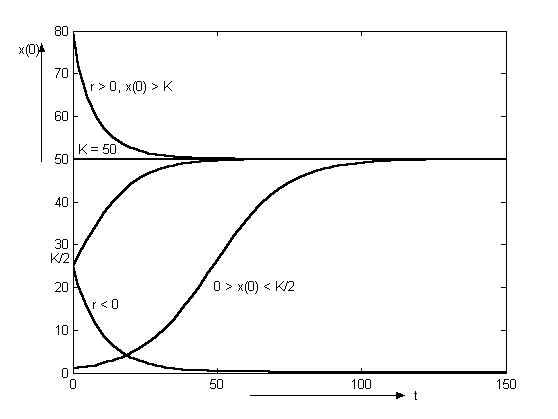 80
x(0)
70
r > 0, x(0) > K
60
K = 50
50
40
30
K/2
20
0 > x(0) < K/2
r < 0
10
0
0 50 100 150
t